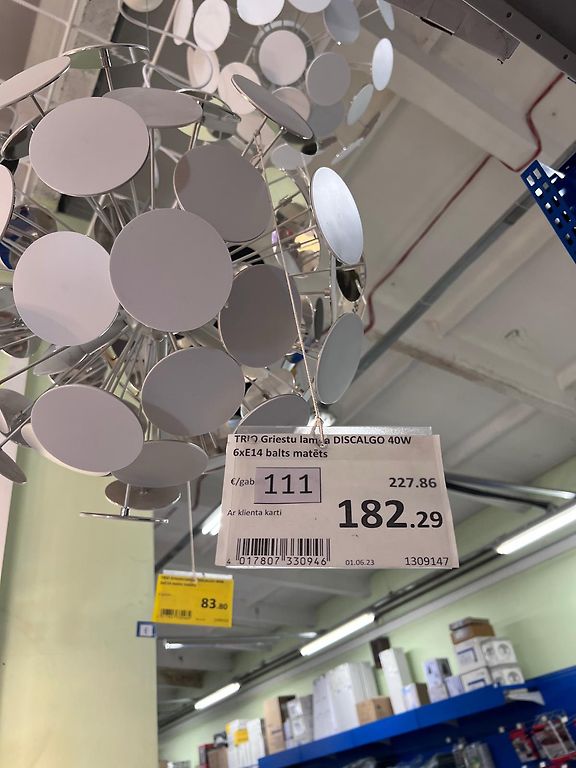 TRIO Griestu lampa DISCALGO 40W
6xE14 balts matēts
€/gab 111 227.86
Ar klienta karti 182.29
4 017807 330946 01.06.23 1309147
83.80